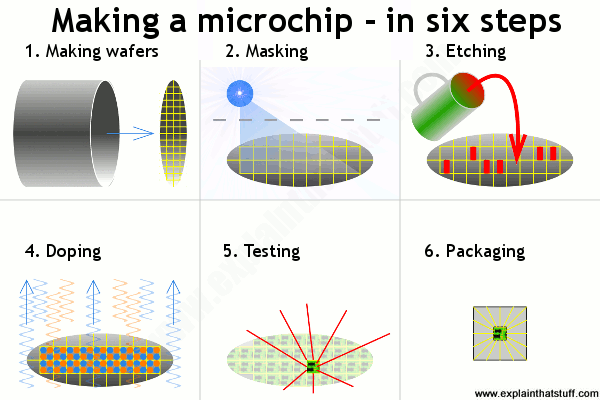 Making a microchip - in six steps
1. Making wafers
2. Masking
3. Etching
4. Doping
5. Testing
6. Packaging
www.explainthatstuff.com